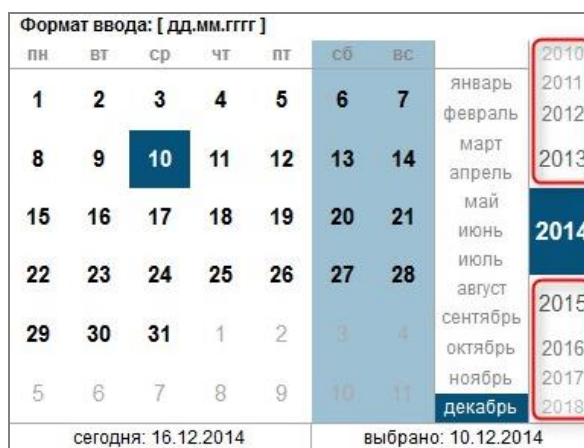 Формат ввода: [ дд.мм.гггг ]
пн вт ср чт пт сб вс
1 2 3 4 5 6 7
8 9 10 11 12 13 14
15 16 17 18 19 20 21
22 23 24 25 26 27 28
29 30 31 1 2 3 4
5 6 7 8 9 10 11
январь
февраль
март
апрель
май
июнь
июль
август
сентябрь
октябрь
ноябрь
декабрь
2010
2011
2012
2013
2014
2015
2016
2017
2018
сегодня: 16.12.2014 выбрано: 10.12.2014